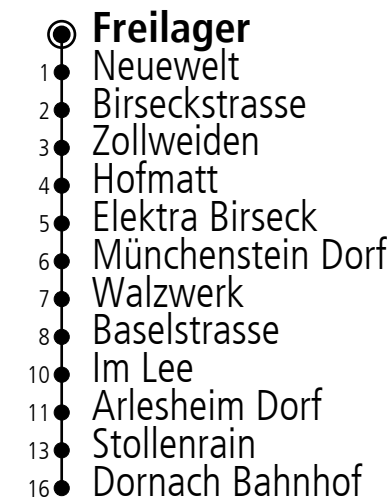 Freilager
1 Neuewelt
2 Birseckstrasse
3 Zollweiden
4 Hofmatt
5 Elektra Birseck
6 Münchenstein Dorf
7 Walzwerk
8 Baselstrasse
10 Im Lee
11 Arlesheim Dorf
13 Stollenrain
16 Dornach Bahnhof